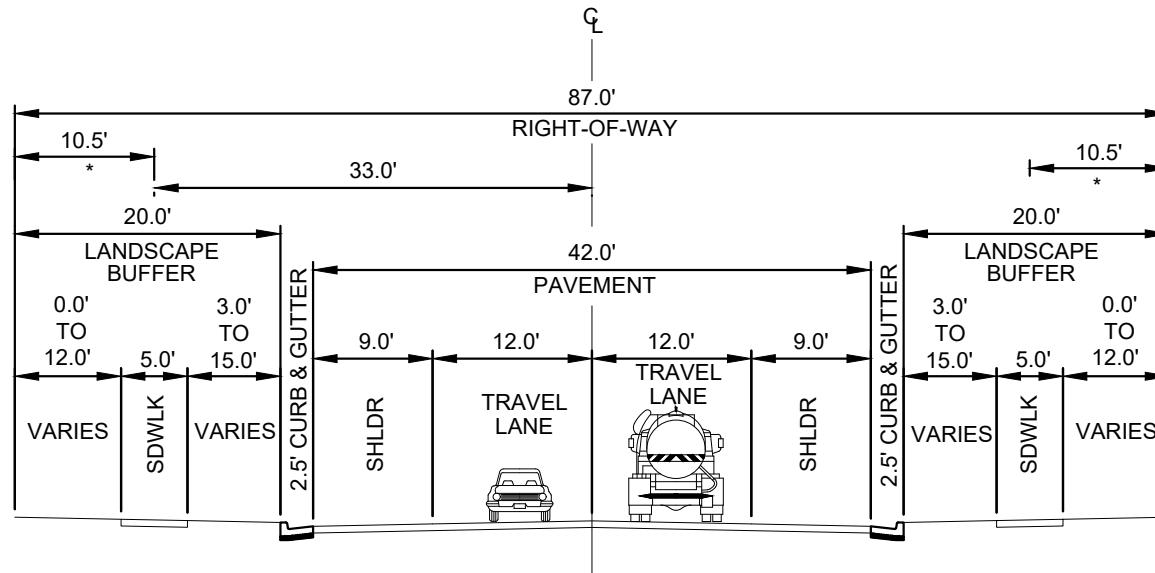 ℄
87.0'
RIGHT-OF-WAY
10.5'
*
10.5'
*
33.0'
20.0'
LANDSCAPE
BUFFER
20.0'
LANDSCAPE
BUFFER
42.0'
PAVEMENT
0.0'
TO
12.0'
5.0'
3.0'
TO
15.0'
2.5' CURB & GUTTER
9.0'
12.0'
12.0'
9.0'
2.5' CURB & GUTTER
3.0'
TO
15.0'
5.0'
0.0'
TO
12.0'
VARIES
SDWLK
VARIES
SHLDR
TRAVEL
LANE
TRAVEL
LANE
SHLDR
VARIES
SDWLK
VARIES